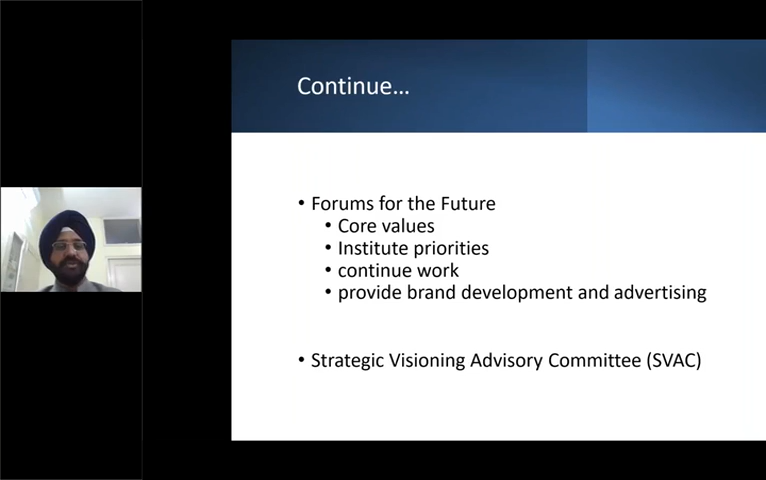 Continue...
• Forums for the Future
• Core values
• Institute priorities
• continue work
• provide brand development and advertising
• Strategic Visioning Advisory Committee (SVAC)